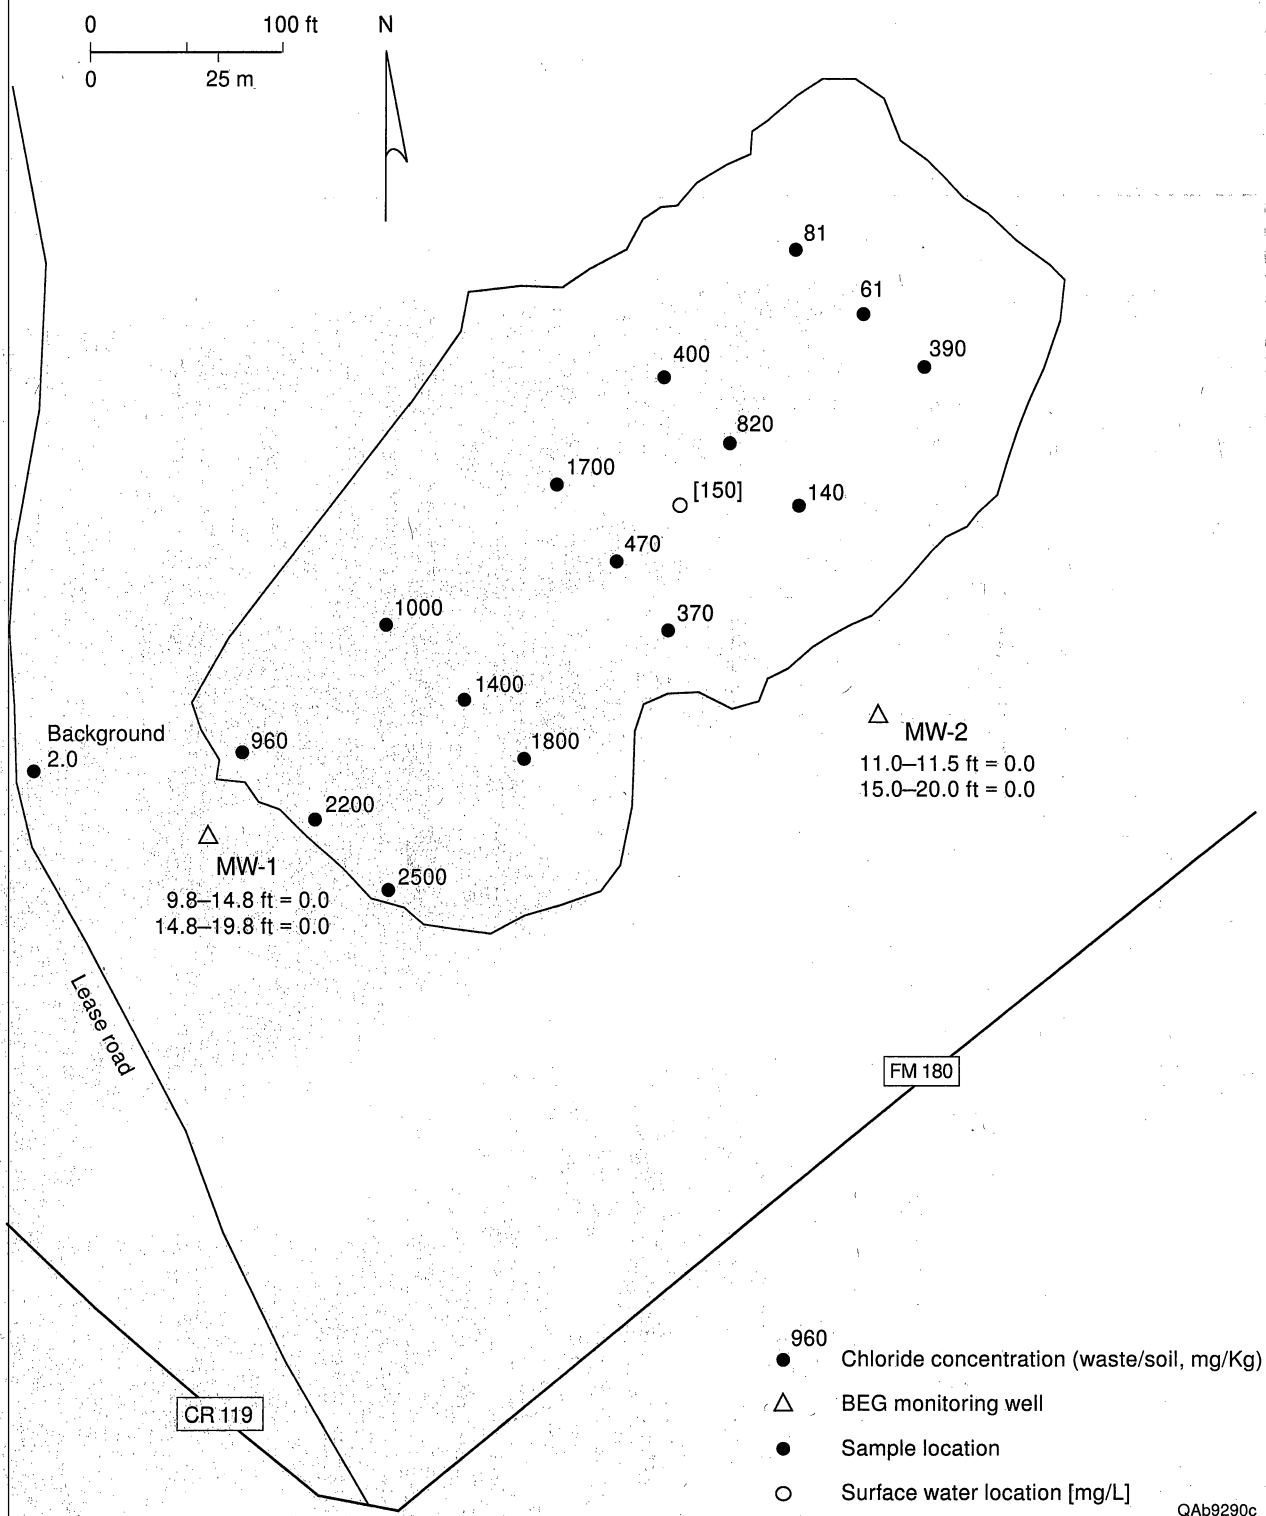 0 100 ft N
0 25 m
81
61
390
400
820
1700
[150]
140
470
1000
370
1400
Background
2.0
960
1800
MW-2
11.0–11.5 ft = 0.0
15.0–20.0 ft = 0.0
2200
MW-1
9.8–14.8 ft = 0.0
14.8–19.8 ft = 0.0
2500
Lease road
FM 180
CR 119
960
Chloride concentration (waste/soil, mg/Kg)
BEG monitoring well
Sample location
Surface water location [mg/L]
QAb9290c